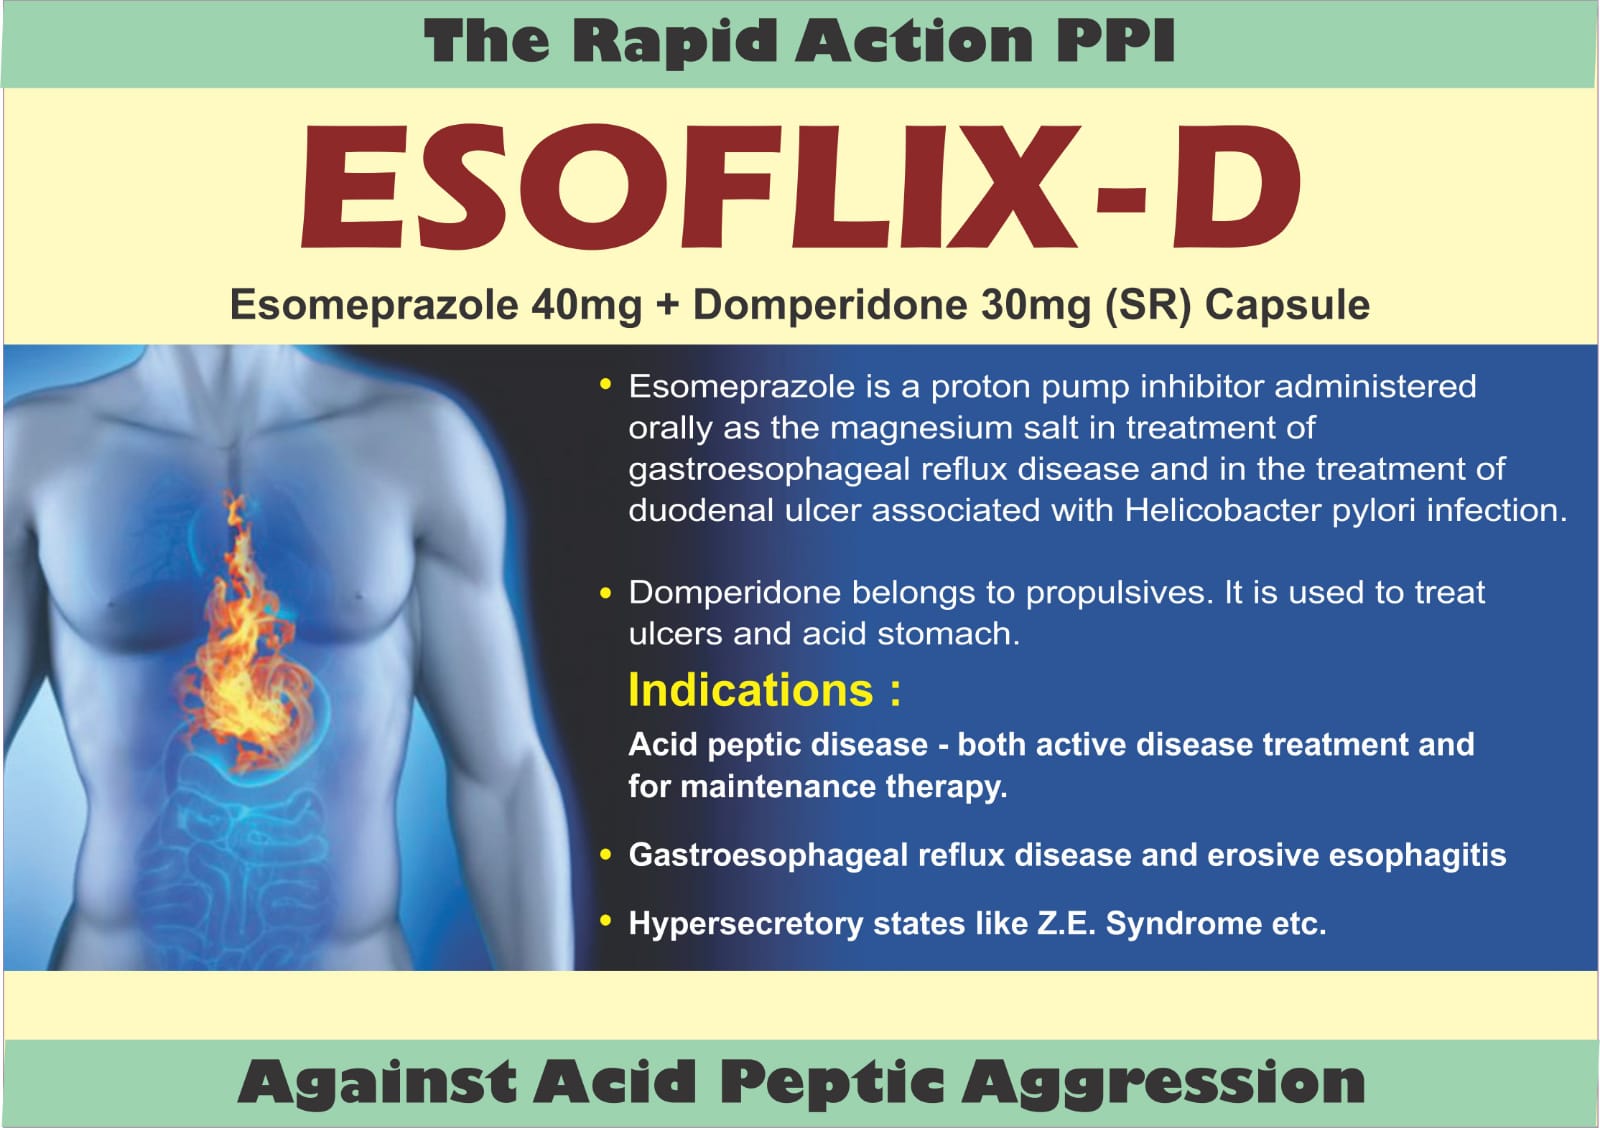 The Rapid Action PPI
ESOFLIX-D
Esomeprazole 40mg + Domperidone 30mg (SR) Capsule
• Esomeprazole is a proton pump inhibitor administered
orally as the magnesium salt in treatment of
gastroesophageal reflux disease and in the treatment of
duodenal ulcer associated with Helicobacter pylori infection.
• Domperidone belongs to propulsives. It is used to treat
ulcers and acid stomach.
Indications :
Acid peptic disease - both active disease treatment and
for maintenance therapy.
• Gastroesophageal reflux disease and erosive esophagitis
• Hypersecretory states like Z.E. Syndrome etc.
Against Acid Peptic Aggression